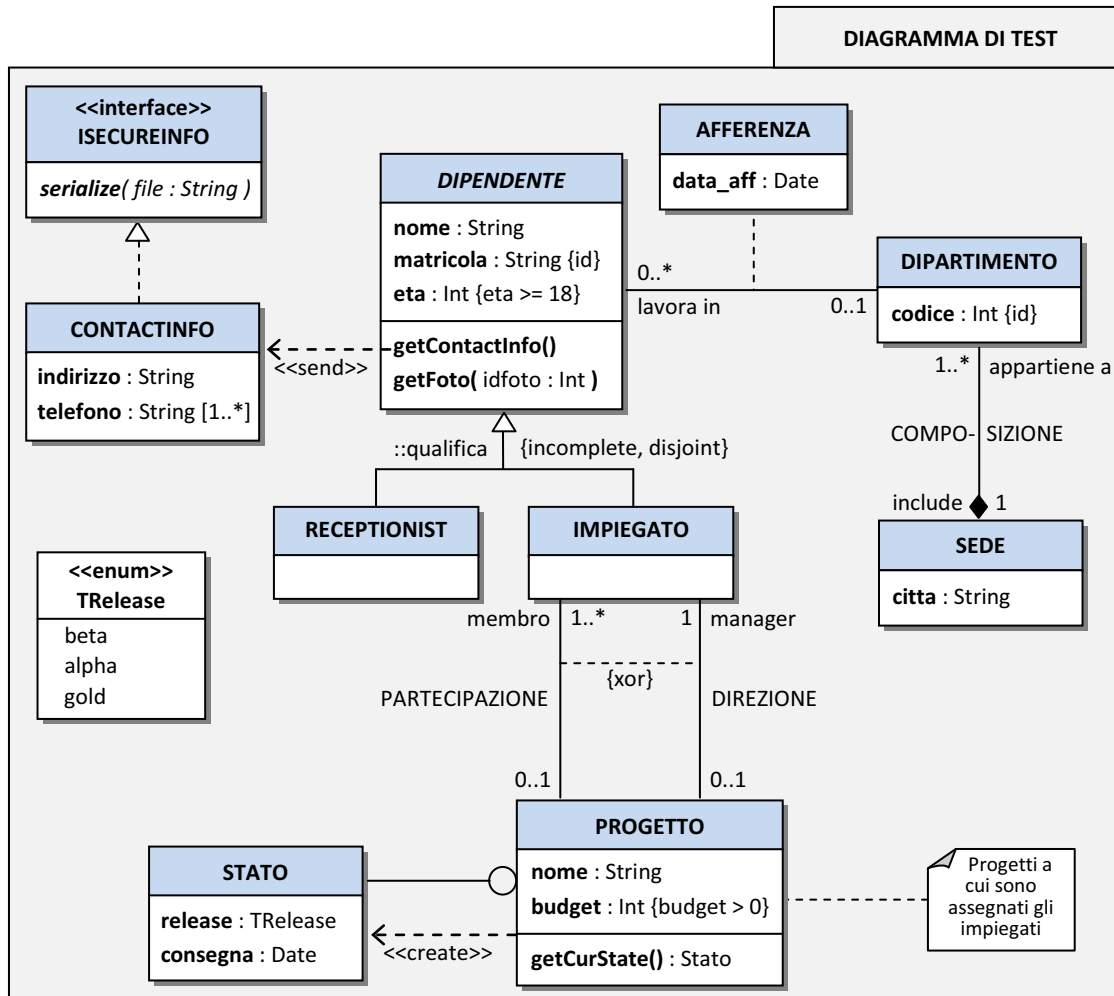 DIAGRAMMA DI TEST
<<interface>>
ISECUREINFO
serialize( file : String )
AFFERENZA
data_aff : Date
DIPENDENTE
nome : String
matricola : String {id}
eta : Int {eta >= 18}
getContactInfo()
getFoto( idfoto : Int )
0..*
lavora in
0..1
DIPARTIMENTO
codice : Int {id}
CONTACTINFO
indirizzo : String
telefono : String [1..*]
<<send>>
1..*
appartiene a
COMPO-
SIZIONE
include
1
::qualifica
{incomplete, disjoint}
RECEPTIONIST
IMPIEGATO
SEDE
citta : String
<<enum>>
TRelease
beta
alpha
gold
membro
1..*
1
manager
{xor}
PARTECIPAZIONE
DIREZIONE
0..1
0..1
PROGETTO
nome : String
budget : Int {budget > 0}
getCurState() : Stato
STATO
release : TRelease
consegna : Date
<<create>>
Progetti a
cui sono
assegnati gli
impiegati